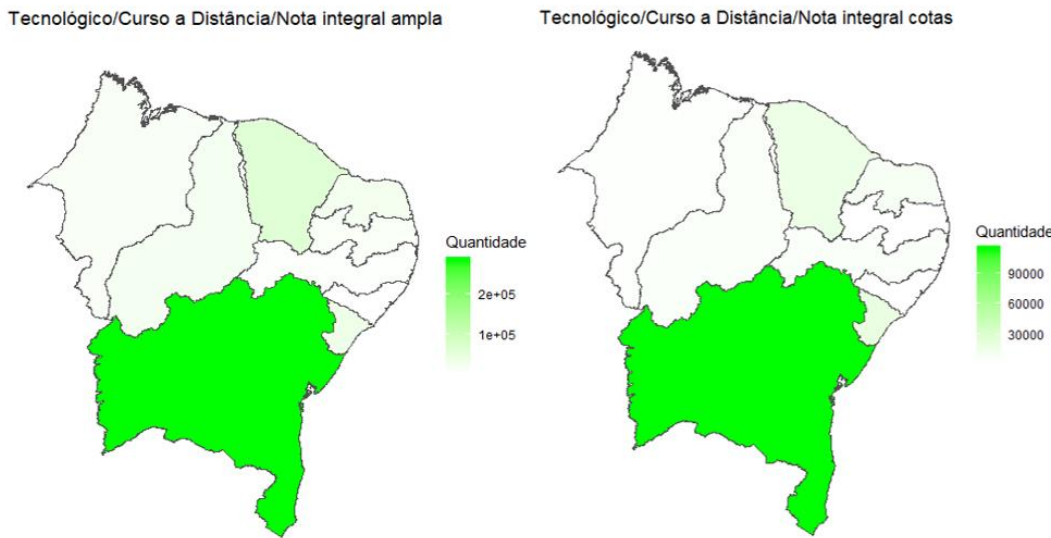 Tecnológico/Curso a Distância/Nota integral ampla
Quantidade
2e+05
1e+05
Tecnológico/Curso a Distância/Nota integral cotas
Quantidade
90000
60000
30000